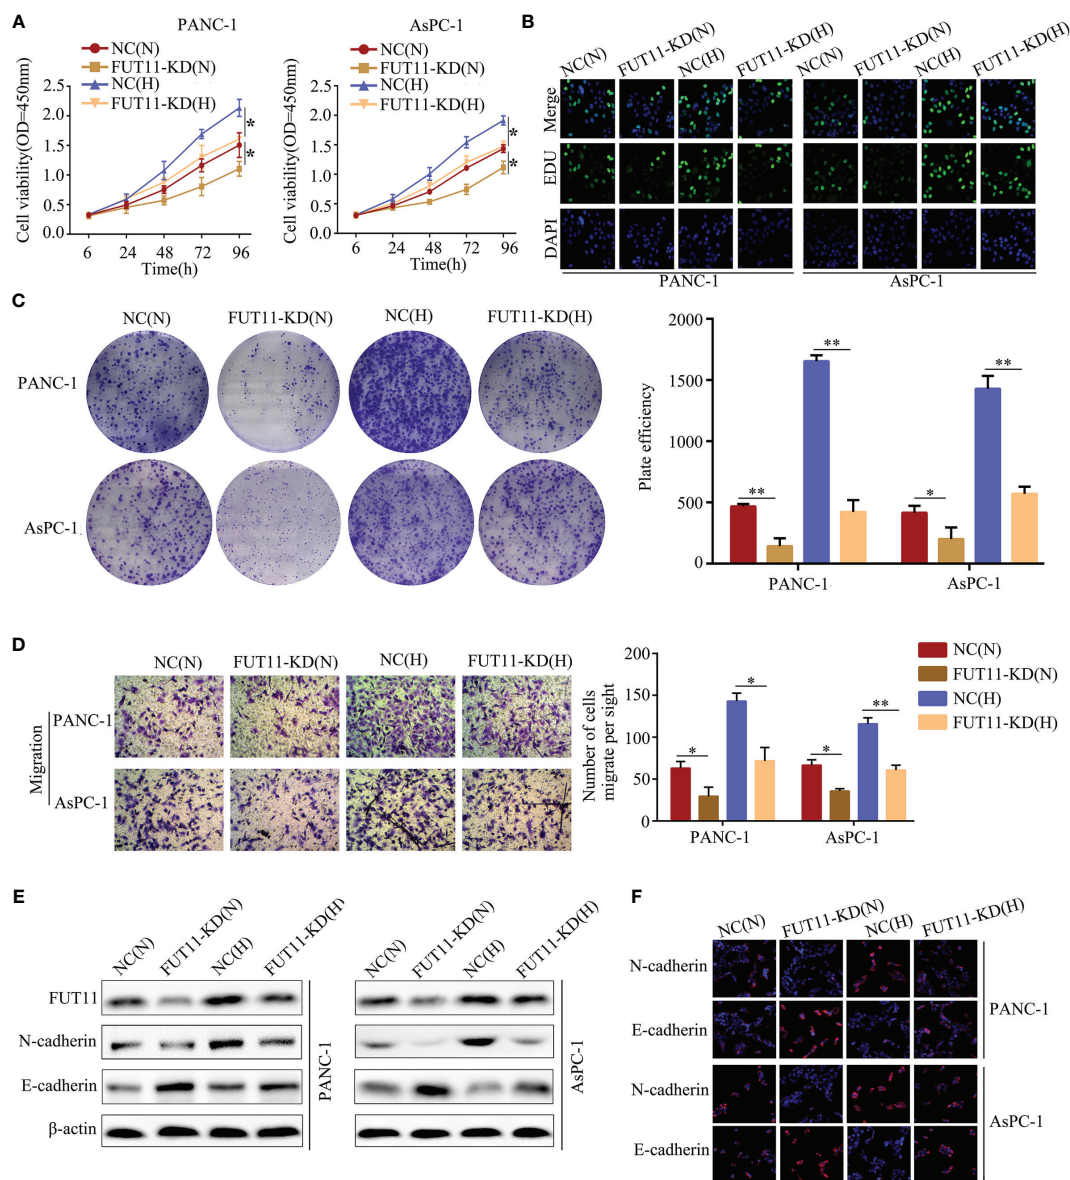 A
PANC-1
NC(N)
FUT11-KD(N)
NC(H)
FUT11-KD(H)
Cell viability(OD=450nm)
2.5
2.0
1.5
1.0
0.5
0.0
*
*
6 24 48 72 96
Time(h)
AsPC-1
NC(N)
FUT11-KD(N)
NC(H)
FUT11-KD(H)
Cell viability(OD=450nm)
2.5
2.0
1.5
1.0
0.5
0.0
*
*
6 24 48 72 96
Time(h)
B
NC(N) FUT11-KD(N) NC(H) FUT11-KD(H) NC(N) FUT11-KD(N) NC(H) FUT11-KD(H)
Merge
EDU
DAPI
PANC-1 AsPC-1
C
NC(N) FUT11-KD(N) NC(H) FUT11-KD(H)
PANC-1
AsPC-1
Plate efficiency
2000
1500
1000
500
0
** ** * **
PANC-1 AsPC-1
D
NC(N) FUT11-KD(N) NC(H) FUT11-KD(H)
Migration
PANC-1
AsPC-1
Number of cells
migrate per sight
200
150
100
50
0
* * * **
PANC-1 AsPC-1
NC(N)
FUT11-KD(N)
NC(H)
FUT11-KD(H)
E
NC(N) FUT11-KD(N) NC(H) FUT11-KD(H) NC(N) FUT11-KD(N) NC(H) FUT11-KD(H)
FUT11
N-cadherin
E-cadherin
β-actin
PANC-1
AsPC-1
F
NC(N) FUT11-KD(N) NC(H) FUT11-KD(H)
N-cadherin
E-cadherin
PANC-1
N-cadherin
E-cadherin
AsPC-1